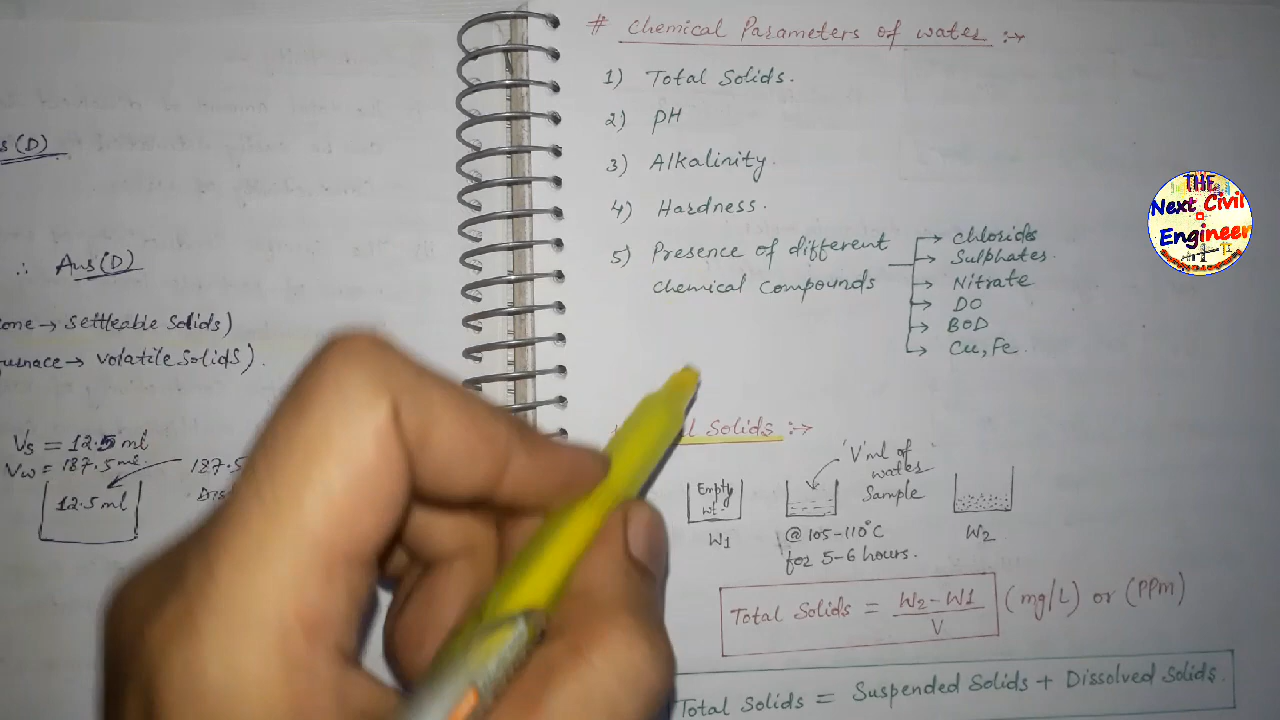 s(D)
∴ Ans(D)
one → Settleable Solids)
furnace → Volatile Solids).
Vs = 12.5 ml
Vw = 187.5 ml
187.5
Dis
12.5 ml
# Chemical Parameters of water :→
1) Total Solids.
2) PH
3) Alkalinity.
4) Hardness.
5) Presence of different
chemical compounds
→ chlorides
→ Sulphates.
→ Nitrate
→ DO
→ BOD
→ Cu, Fe.
THE
Next Civil
Engineer
l Solids :→
Empty
wt.
W1
'V' ml of
water
Sample
@ 105-110°C
for 5-6 hours.
W2
Total Solids = W2-W1 / V (mg/L) or (PPm)
Total Solids = Suspended Solids + Dissolved Solids.